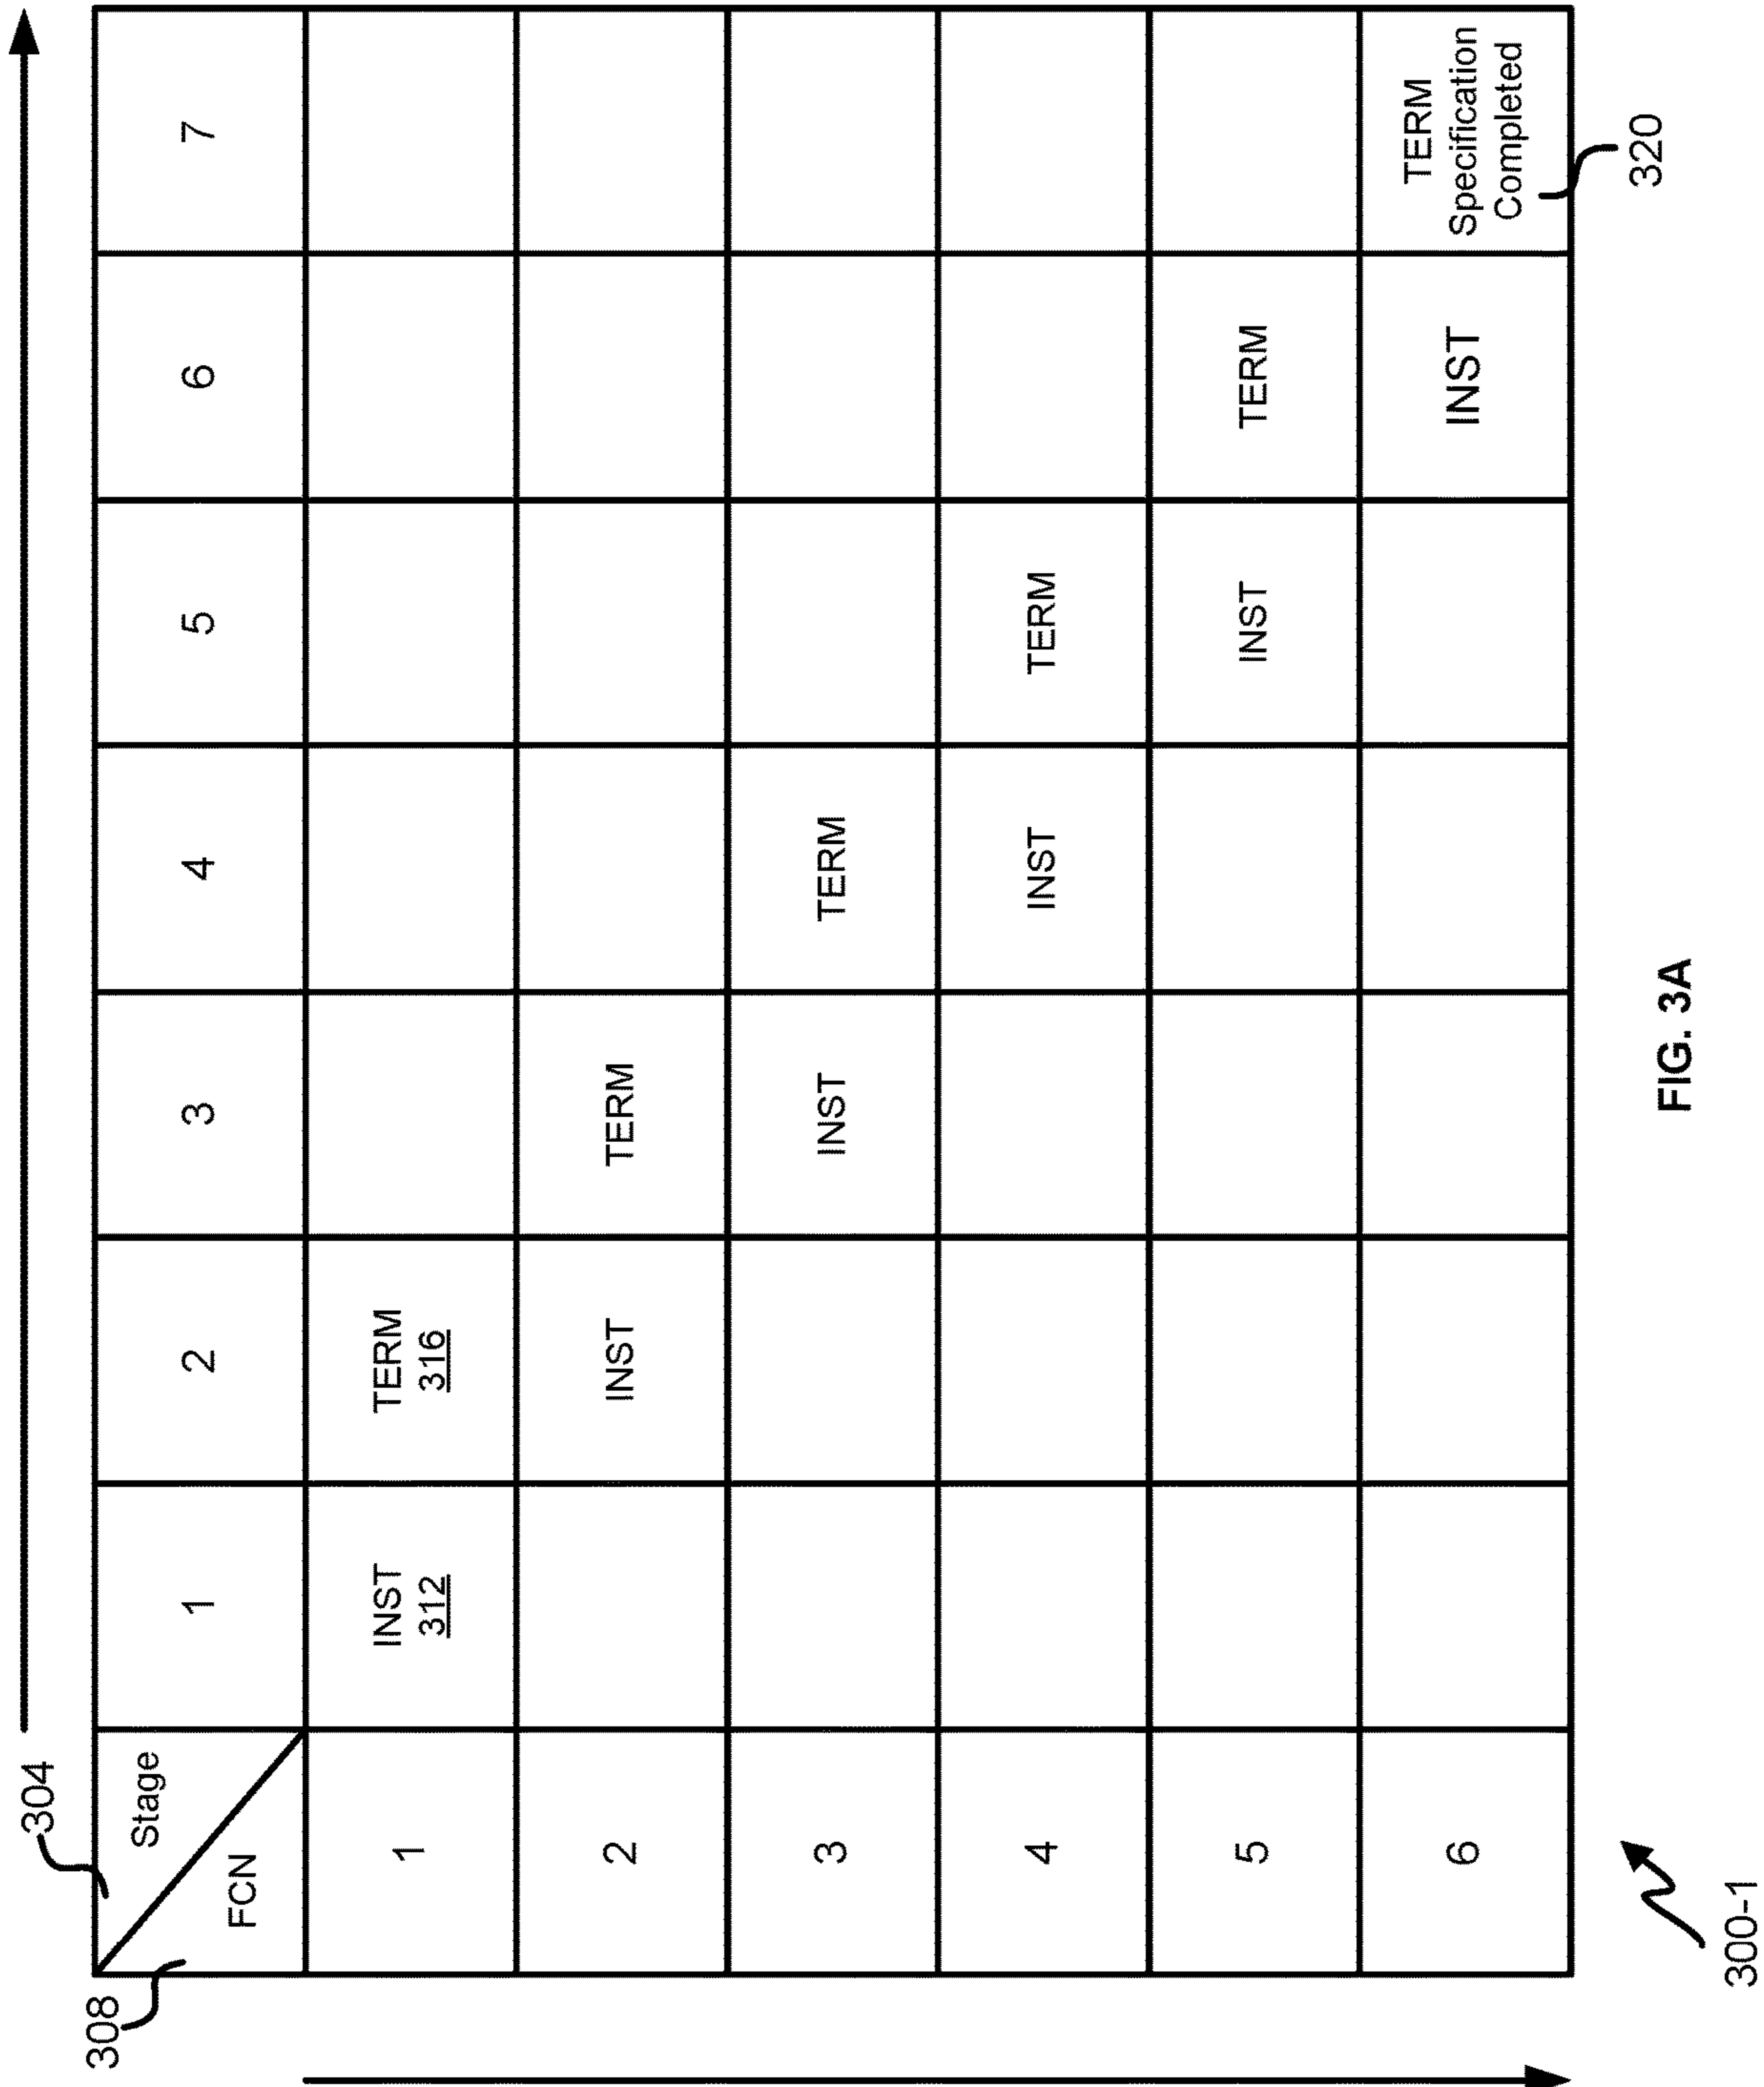 304
308
Stage
FCN
1
2
3
4
5
6
7
1
INST
312
TERM
316
2
INST
TERM
3
INST
TERM
4
INST
TERM
5
INST
TERM
6
INST
TERM
Specification
Completed
320
300-1
FIG. 3A